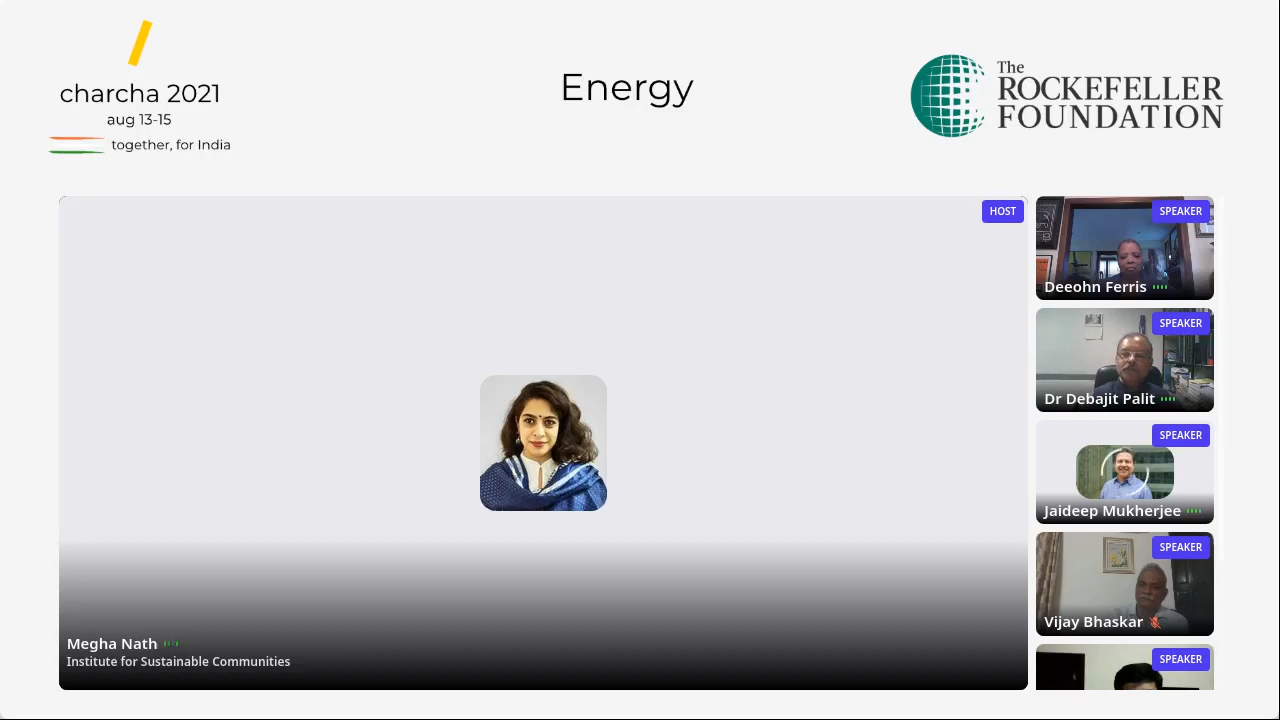 charcha 2021
aug 13-15
together, for India
Energy
The
ROCKEFELLER
FOUNDATION
HOST
Megha Nath
Institute for Sustainable Communities
SPEAKER
Deeohn Ferris
SPEAKER
Dr Debajit Palit
SPEAKER
Jaideep Mukherjee
SPEAKER
Vijay Bhaskar
SPEAKER